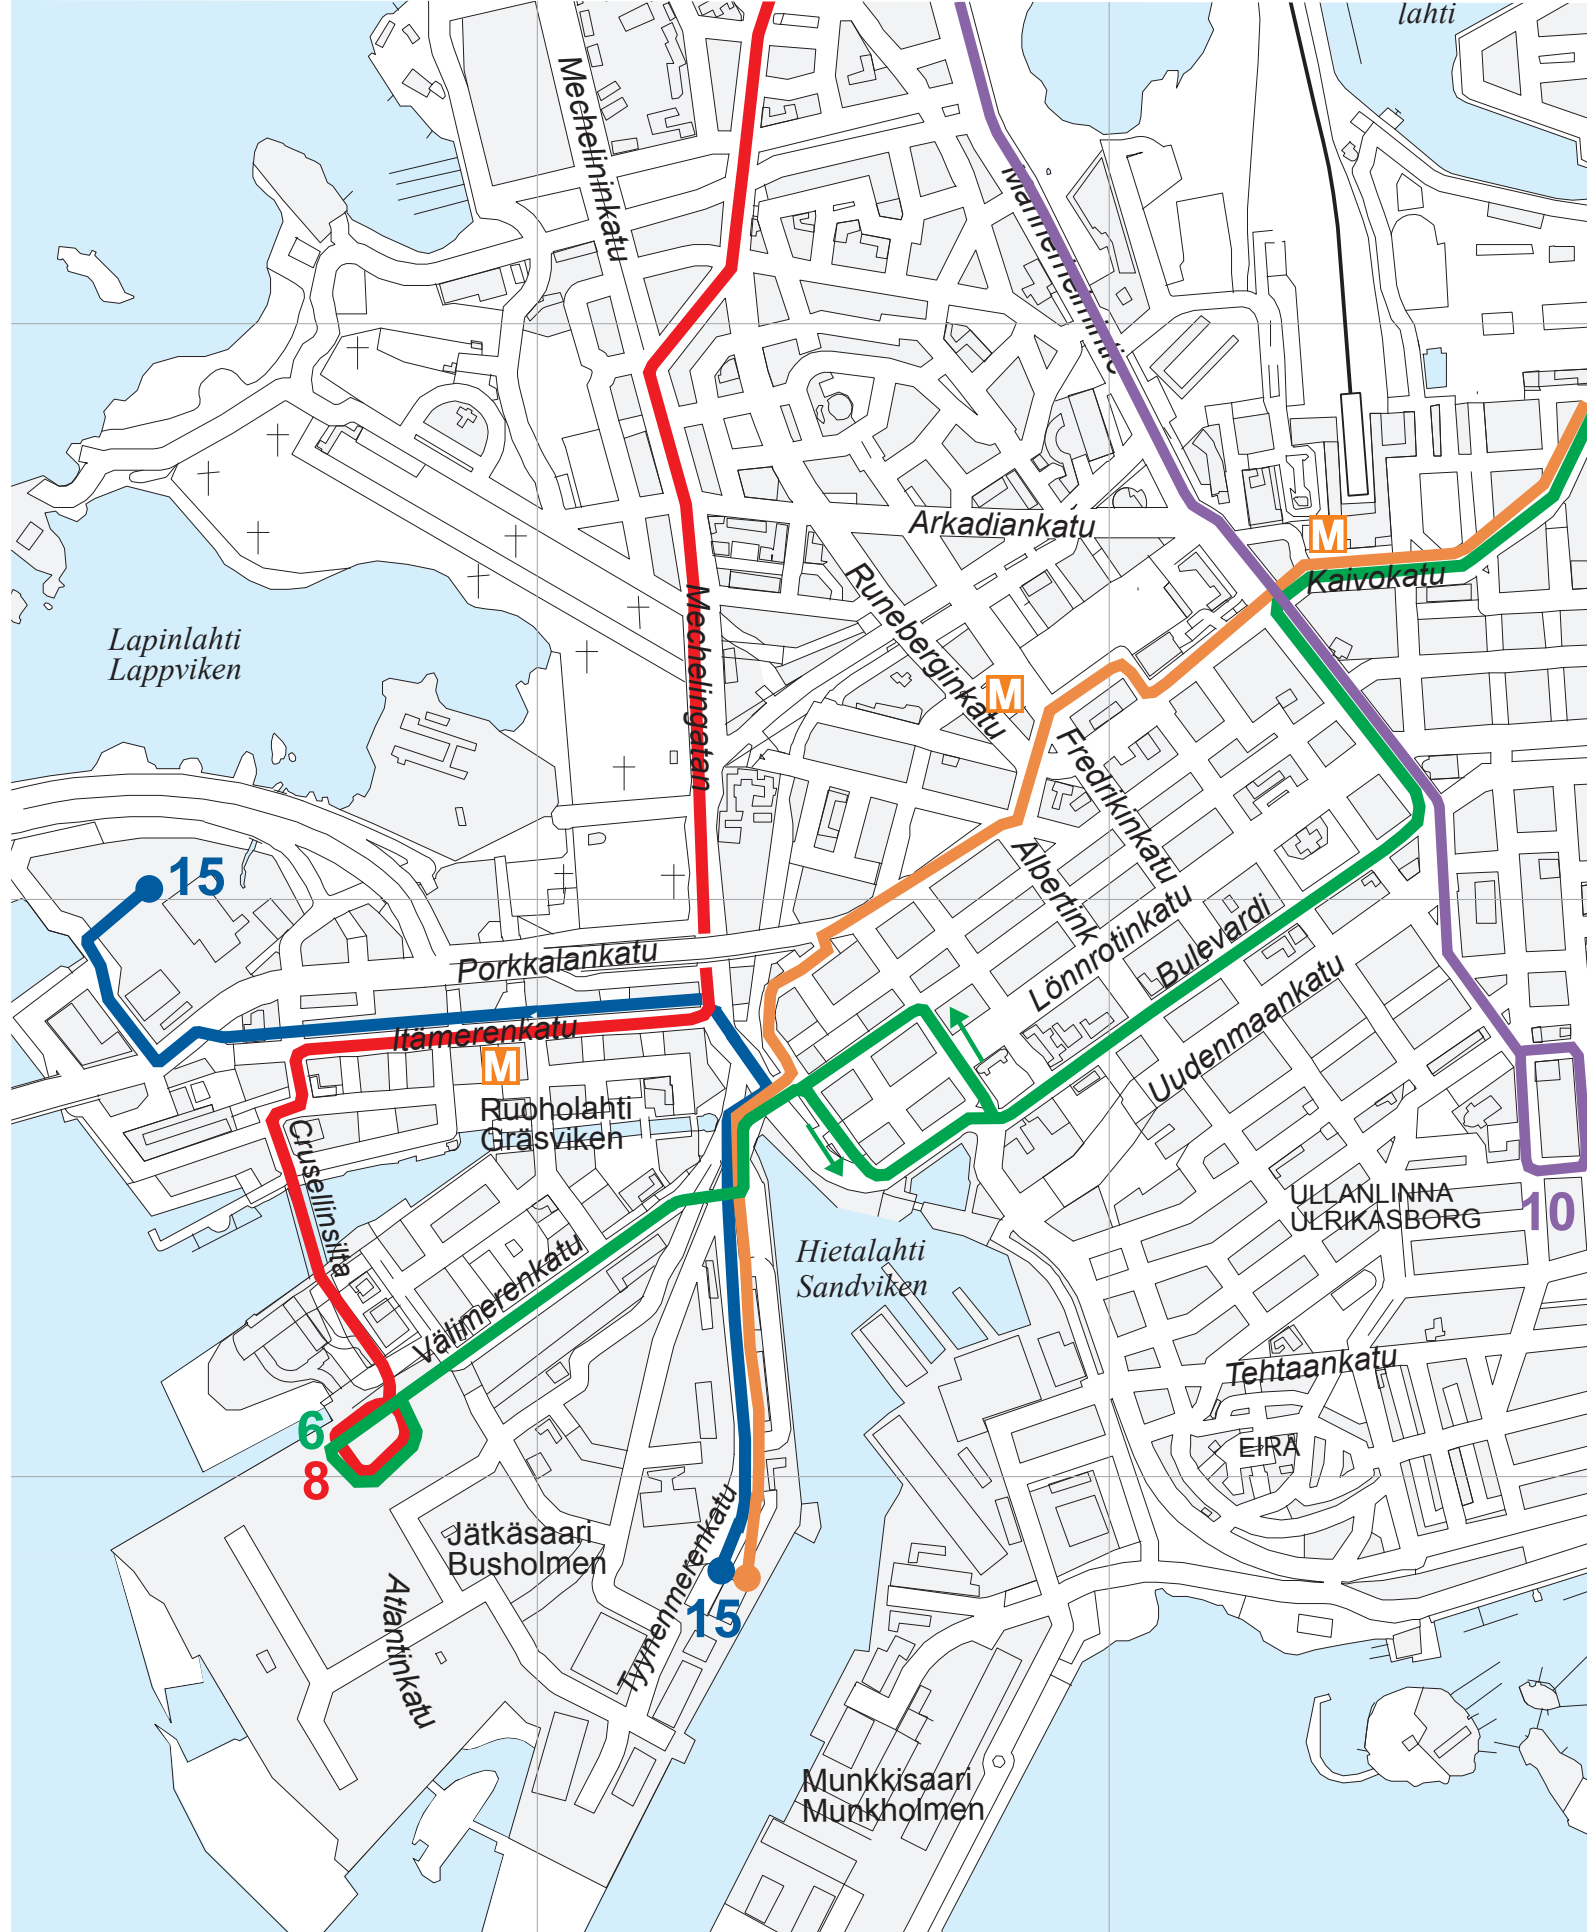 lahti
Mechelininkatu
Mannerheimintie
Arkadiankatu
M
Kaivokatu
Runeberginkatu
Mechelingatan
Lapinlahti
Lappviken
M
Fredrikinkatu
Albertink
Lönnrotinkatu
Bulevardi
Uudenmaankatu
15
Porkkalankatu
Itämerenkatu
M
Ruoholahti
Gräsviken
Crusellinsilta
Välimerenkatu
Hietalahti
Sandviken
ULLANLINNA
ULRIKASBORG
10
Tehtaankatu
EIRA
6
8
Jätkäsaari
Busholmen
Atlantinkatu
Tyynenmerenkatu
15
Munkkisaari
Munkholmen